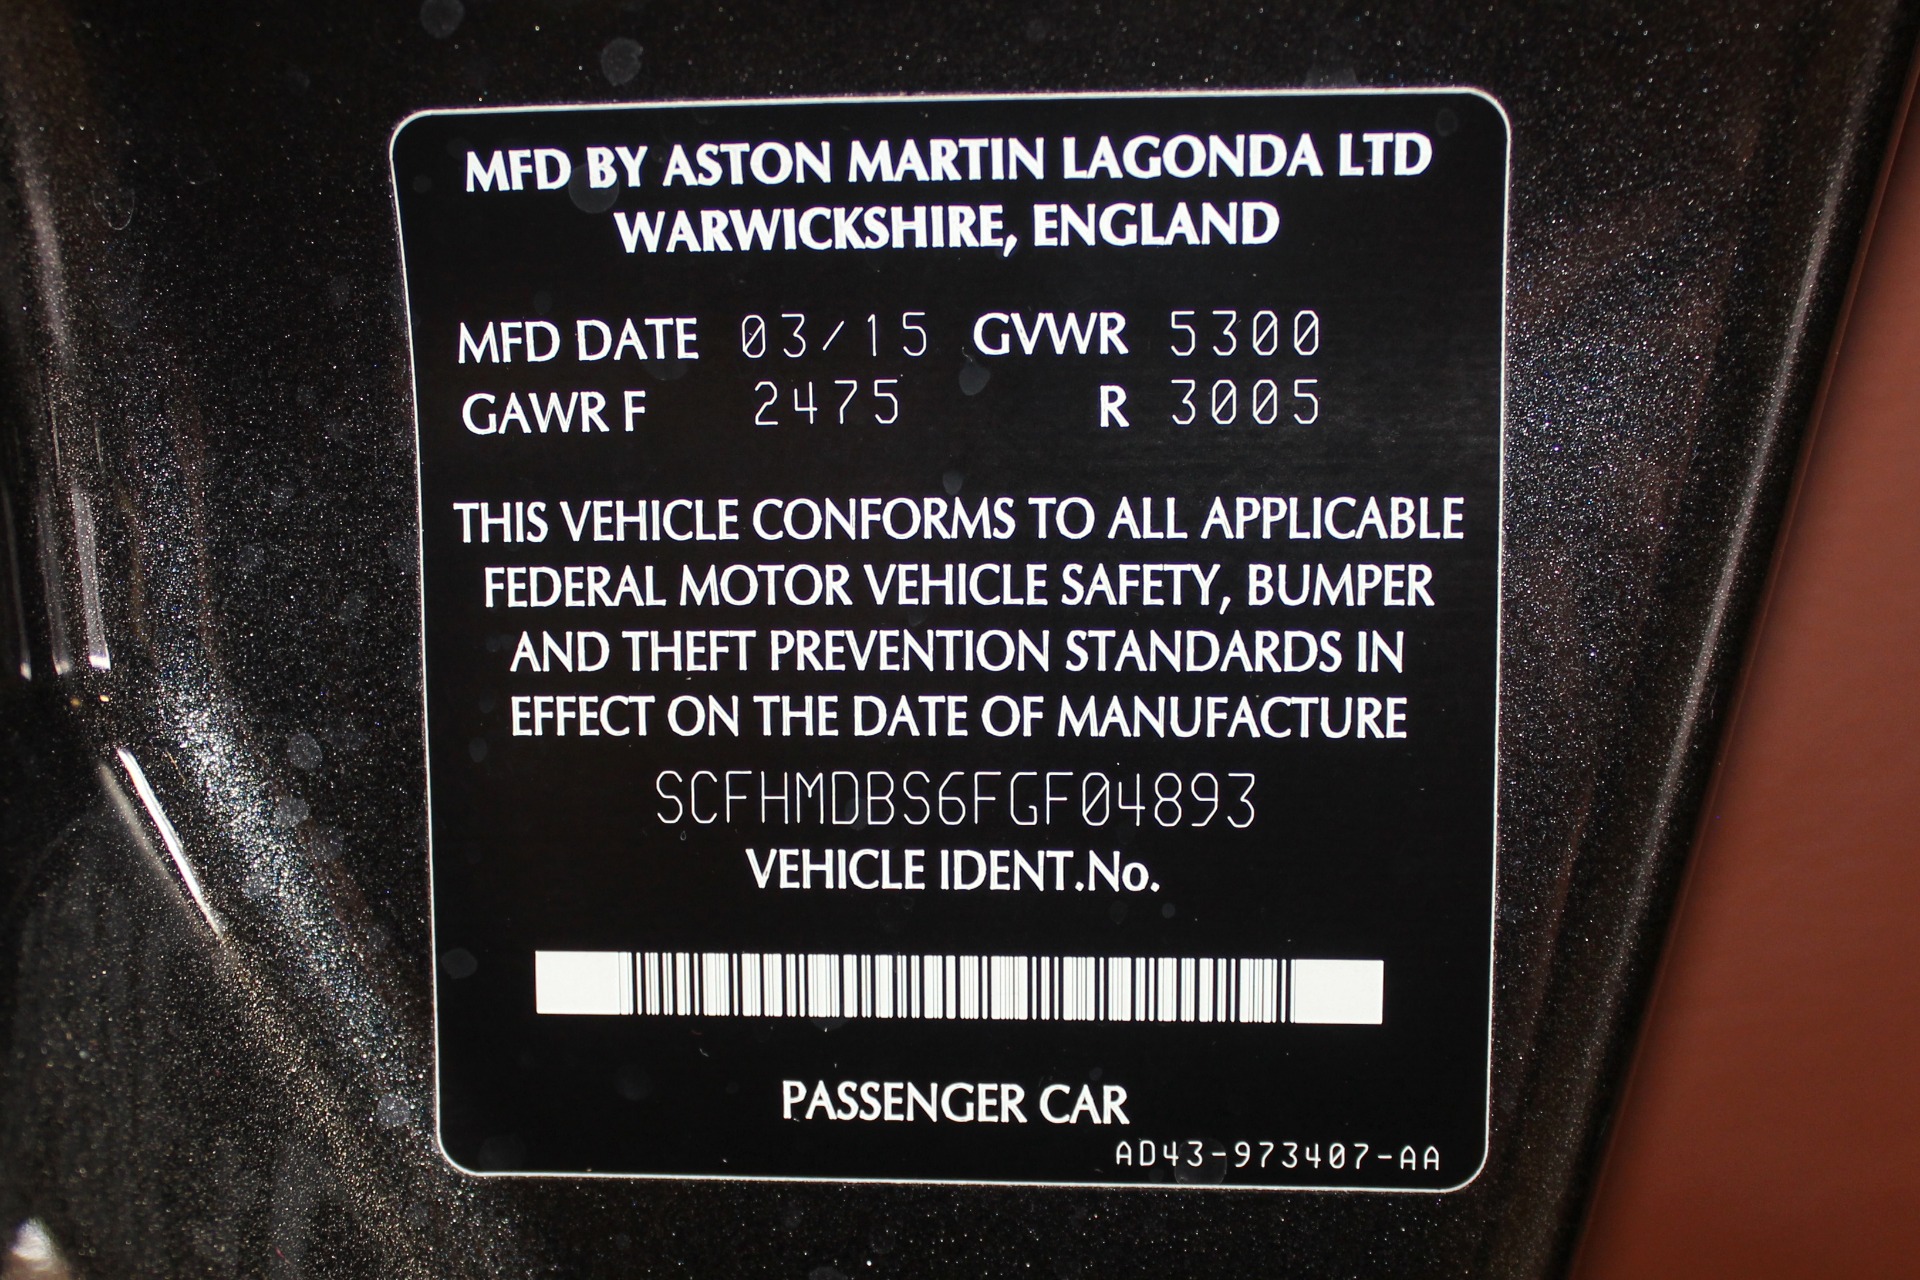 MFD BY ASTON MARTIN LAGONDA LTD
WARWICKSHIRE, ENGLAND
MFD DATE 03/15 GVWR 5300
GAWR F 2475 R 3005
THIS VEHICLE CONFORMS TO ALL APPLICABLE
FEDERAL MOTOR VEHICLE SAFETY, BUMPER
AND THEFT PREVENTION STANDARDS IN
EFFECT ON THE DATE OF MANUFACTURE
SCFHMDBS6FGF04893
VEHICLE IDENT.No.
PASSENGER CAR
AD43-973407-AA